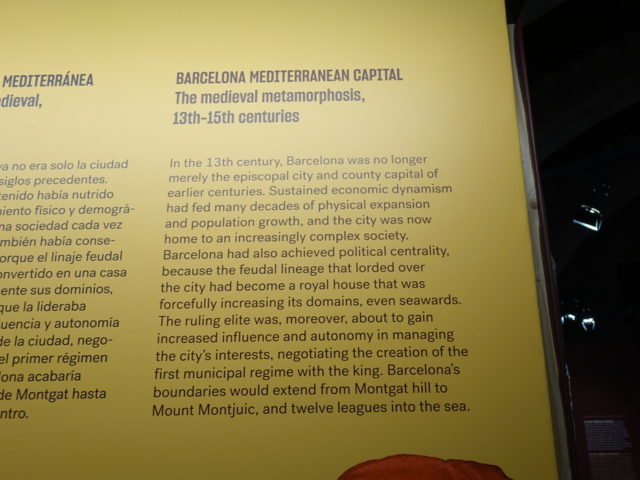 MEDITERRÁNEA
dieval,
va no era solo la ciudad
siglos precedentes.
tenido había nutrido
niento físico y demográ-
na sociedad cada vez
mbién había conse-
orque el linaje feudal
onvertido en una casa
ente sus dominios,
que la lideraba
uencia y autonomía
de la ciudad, nego-
el primer régimen
lona acabaría
de Montgat hasta
ntro.
BARCELONA MEDITERRANEAN CAPITAL
The medieval metamorphosis,
13th-15th centuries
In the 13th century, Barcelona was no longer
merely the episcopal city and county capital of
earlier centuries. Sustained economic dynamism
had fed many decades of physical expansion
and population growth, and the city was now
home to an increasingly complex society.
Barcelona had also achieved political centrality,
because the feudal lineage that lorded over
the city had become a royal house that was
forcefully increasing its domains, even seawards.
The ruling elite was, moreover, about to gain
increased influence and autonomy in managing
the city's interests, negotiating the creation of the
first municipal regime with the king. Barcelona's
boundaries would extend from Montgat hill to
Mount Montjuic, and twelve leagues into the sea.